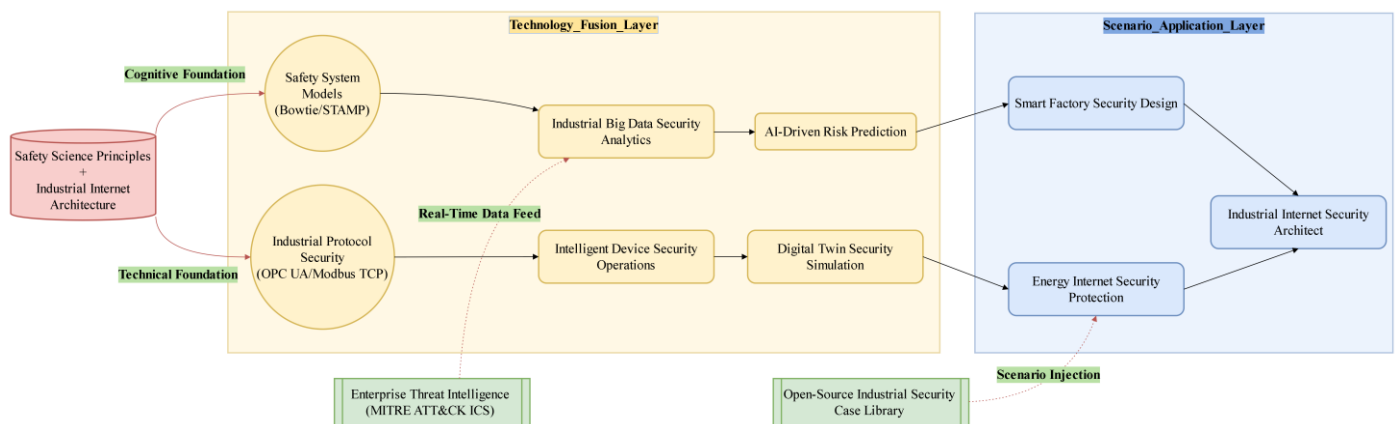 Technology_Fusion_Layer
Scenario_Application_Layer
Cognitive Foundation
Safety System
Models
(Bowtie/STAMP)
Industrial Big Data Security
Analytics
AI-Driven Risk Prediction
Smart Factory Security Design
Safety Science Principles
+
Industrial Internet
Architecture
Real-Time Data Feed
Industrial Internet Security
Architect
Technical Foundation
Industrial Protocol
Security
(OPC UA/Modbus TCP)
Intelligent Device Security
Operations
Digital Twin Security
Simulation
Energy Internet Security
Protection
Scenario Injection
Enterprise Threat Intelligence
(MITRE ATT&CK ICS)
Open-Source Industrial Security
Case Library